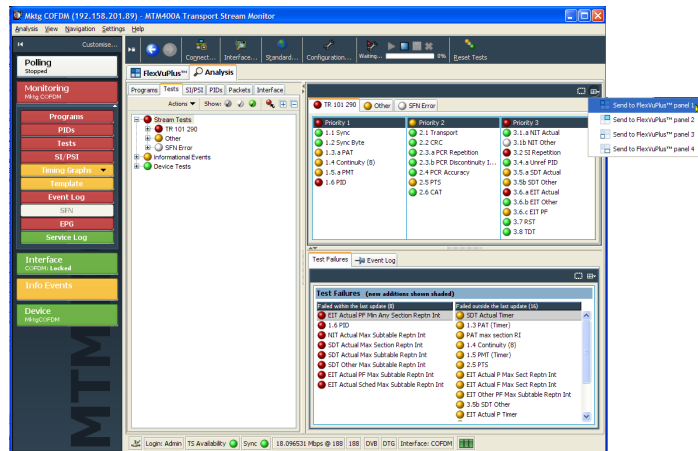 Mktg COFDM (192.158.201.89) - MTM400A Transport Stream Monitor
Analysis View Navigation Settings Help
Customise...
Connect... Interface... Standard... Configuration... Waiting... 0% Reset Tests
Polling
Stopped
Monitoring
Mktg COFDM
Programs
PIDs
Tests
SI/PSI
Timing Graphs
Template
Event Log
SFN
EPG
Service Log
Interface
COFDM: Locked
Info Events
Device
MktgCOFDM
MTM
FlexVuPlus™ Analysis
Programs Tests SI/PSI PIDs Packets Interface
Actions Show:
Stream Tests
TR 101 290
Other
SFN Error
Informational Events
Device Tests
TR 101 290 Other SFN Error
Priority 1
1.1 Sync
1.2 Sync Byte
1.3.a PAT
1.4 Continuity (8)
1.5.a PMT
1.6 PID
Priority 2
2.1 Transport
2.2 CRC
2.3.a PCR Repetition
2.3.b PCR Discontinuity I...
2.4 PCR Accuracy
2.5 PTS
2.6 CAT
Priority 3
3.1.a NIT Actual
3.1b NIT Other
3.2 SI Repetition
3.4.a Unref PID
3.5.a SDT Actual
3.5b SDT Other
3.6.a EIT Actual
3.6.b EIT Other
3.6.c EIT PF
3.7 RST
3.8 TDT
Send to FlexVuPlus™ panel 1
Send to FlexVuPlus™ panel 2
Send to FlexVuPlus™ panel 3
Send to FlexVuPlus™ panel 4
Test Failures Event Log
Test Failures (new additions shown shaded)
Failed within the last update (8)
EIT Actual PF Min Any Section Reptn Int
1.6 PID
NIT Actual Max Subtable Reptn Int
SDT Actual Max Section Reptn Int
SDT Actual Max Subtable Reptn Int
SDT Other Max Subtable Reptn Int
EIT Actual PF Max Subtable Reptn Int
EIT Actual Sched Max Subtable Reptn Int
Failed outside the last update (16)
SDT Actual Timer
1.3 PAT (Timer)
PAT max section RI
1.4 Continuity (8)
1.5 PMT (Timer)
2.5 PTS
EIT Actual P Max Sect Reptn Int
EIT Actual F Max Sect Reptn Int
EIT Other PF Max Subtable Reptn Int
3.5b SDT Other
EIT Actual P Timer
Login: Admin TS Availability Sync 18.096531 Mbps @ 188 188 DVB DTG Interface: COFDM